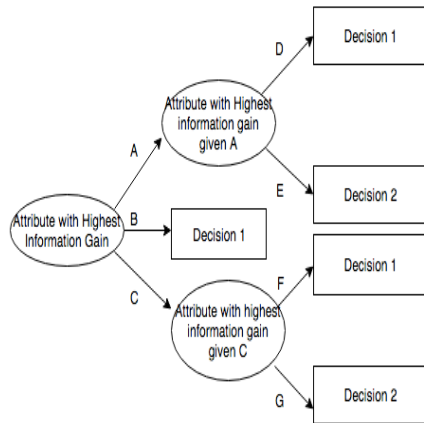 D
Decision 1
Attribute with Highest
information gain
given A
A
E
Decision 2
Attribute with Highest
Information Gain
B
Decision 1
C
F
Decision 1
Attribute with highest
information gain
given C
G
Decision 2